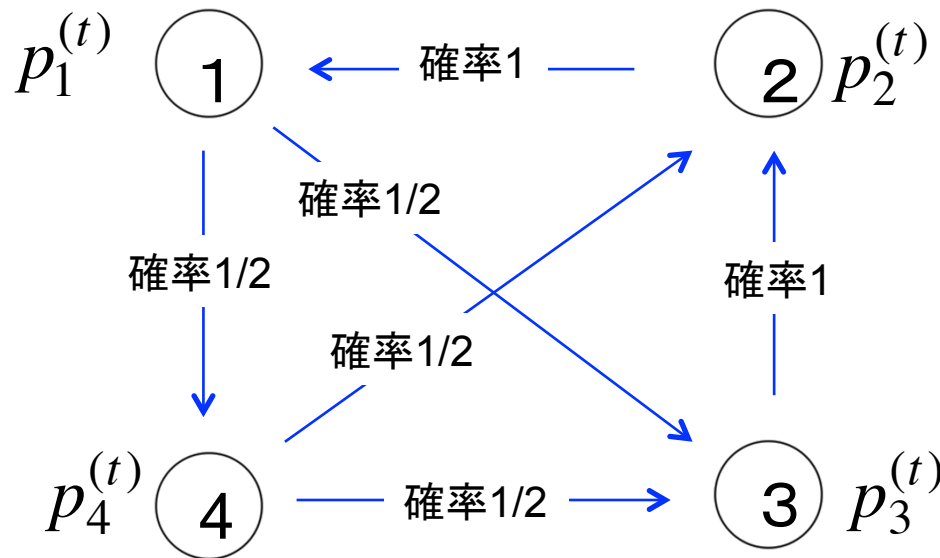 p_1^{(t)}
1
確率1
2
p_2^{(t)}
確率1/2
確率1/2
確率1
確率1/2
p_4^{(t)}
4
確率1/2
3
p_3^{(t)}